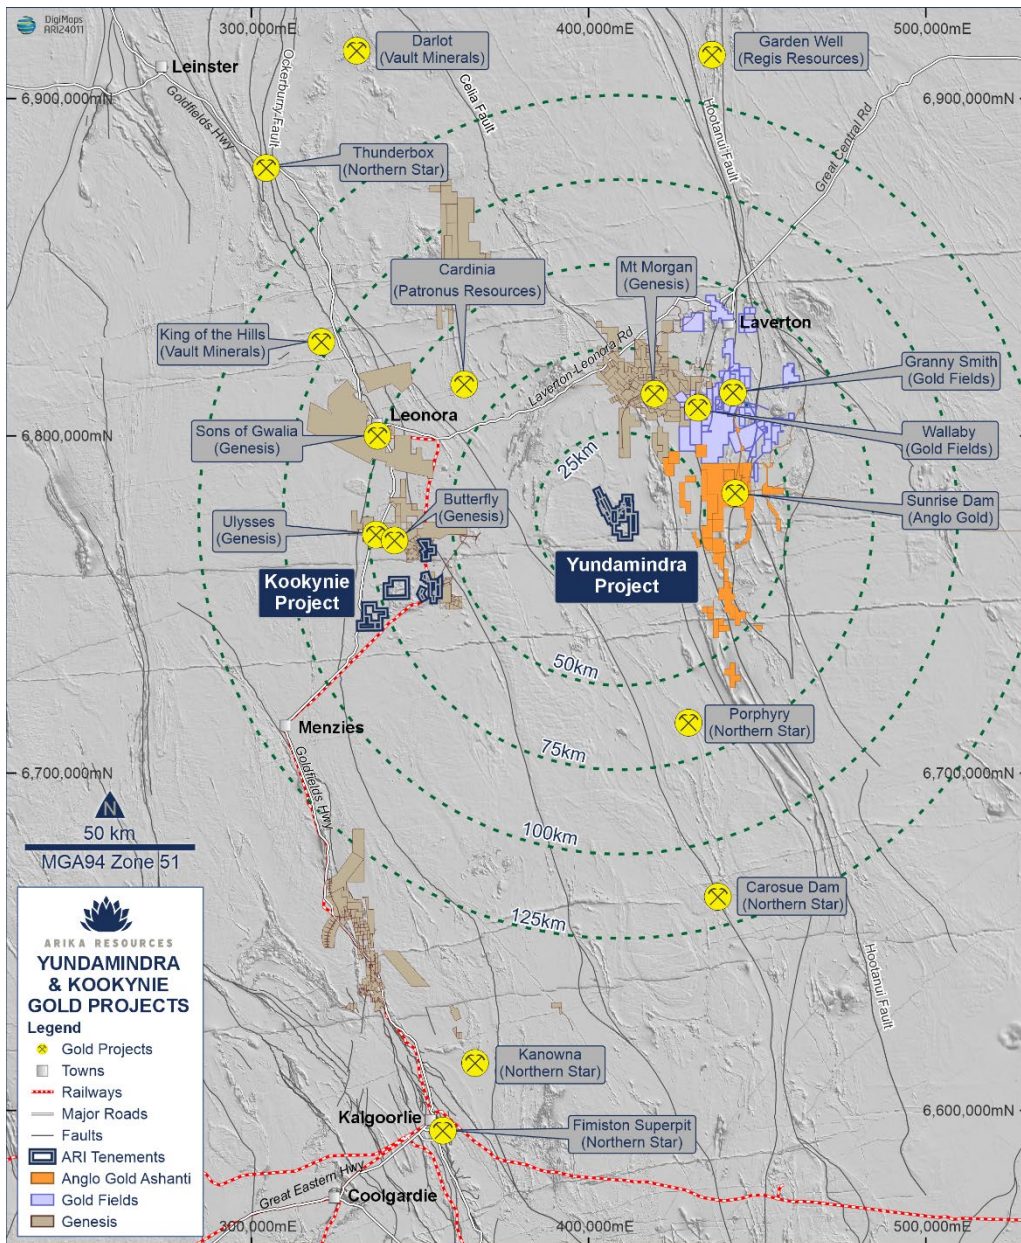 DigiMaps
ARI24011
300,000mE
400,000mE
500,000mE
Darlot
(Vault Minerals)
Garden Well
(Regis Resources)
Leinster
Ockerburry Fault
Goldfields Hwy
Celia Fault
Hootanui Fault
Great Central Rd
6,900,000mN
6,900,000mN
Thunderbox
(Northern Star)
Cardinia
(Patronus Resources)
Mt Morgan
(Genesis)
King of the Hills
(Vault Minerals)
Laverton
Laverton-Leonora Rd
Granny Smith
(Gold Fields)
Leonora
6,800,000mN
6,800,000mN
Sons of Gwalia
(Genesis)
Wallaby
(Gold Fields)
25km
Butterfly
(Genesis)
Sunrise Dam
(Anglo Gold)
Ulysses
(Genesis)
Kookynie
Project
Yundamindra
Project
50km
Menzies
Porphyry
(Northern Star)
75km
Goldfields Hwy
6,700,000mN
6,700,000mN
N
50 km
MGA94 Zone 51
100km
Carosue Dam
(Northern Star)
125km
Hootanui Fault
ARIKA RESOURCES
YUNDAMINDRA
& KOOKYNIE
GOLD PROJECTS
Legend
Gold Projects
Towns
Railways
Major Roads
Faults
ARI Tenements
Anglo Gold Ashanti
Gold Fields
Genesis
Kanowna
(Northern Star)
Kalgoorlie
Fimiston Superpit
(Northern Star)
6,600,000mN
Great Eastern Hwy
Coolgardie
300,000mE
400,000mE
500,000mE